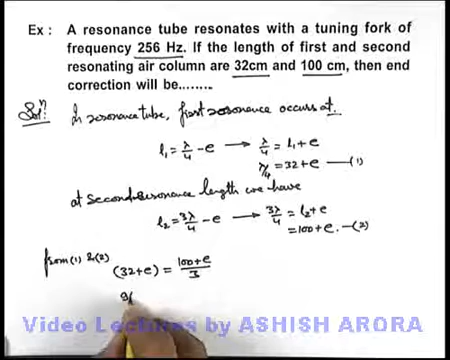 Ex : A resonance tube resonates with a tuning fork of
frequency 256 Hz. If the length of first and second
resonating air column are 32cm and 100 cm, then end
correction will be........
Solⁿ: In resonance tube, first resonance occurs at.
l₁ = λ/4 - e → λ/4 = l₁ + e
λ/4 = 32 + e —(1)
at Second resonance length we have
l₂ = 3λ/4 - e → 3λ/4 = l₂ + e
= 100 + e. —(2)
from (1) & (2)
(32+e) = (100+e)/3
9
Video Lectures by ASHISH ARORA